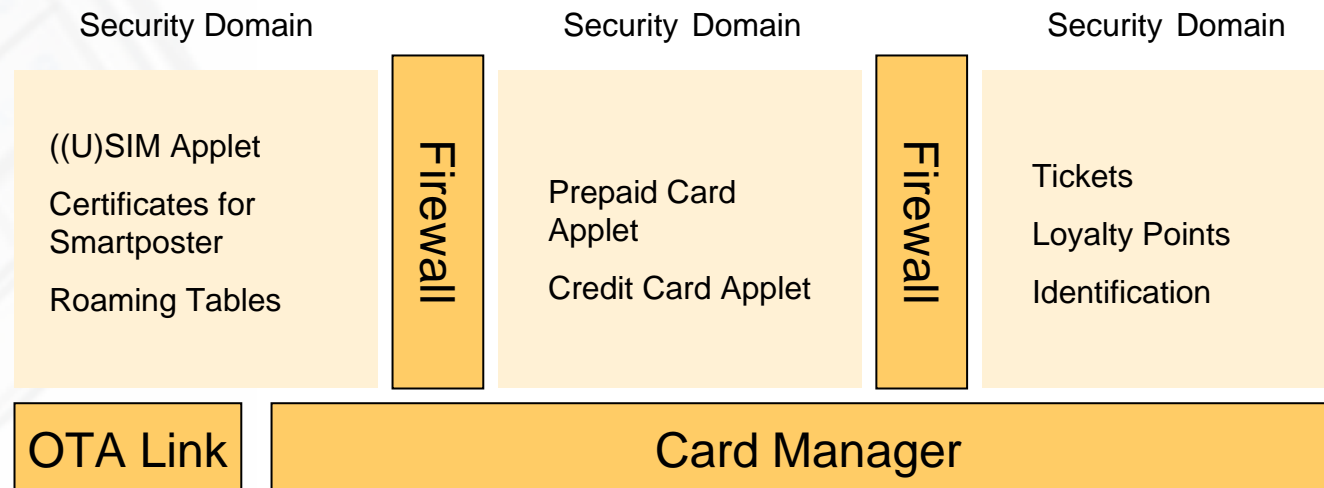 Security Domain
Security Domain
Security Domain
((U)SIM Applet
Certificates for
Smartposter
Roaming Tables
Firewall
Prepaid Card
Applet
Credit Card Applet
Firewall
Tickets
Loyalty Points
Identification
OTA Link
Card Manager